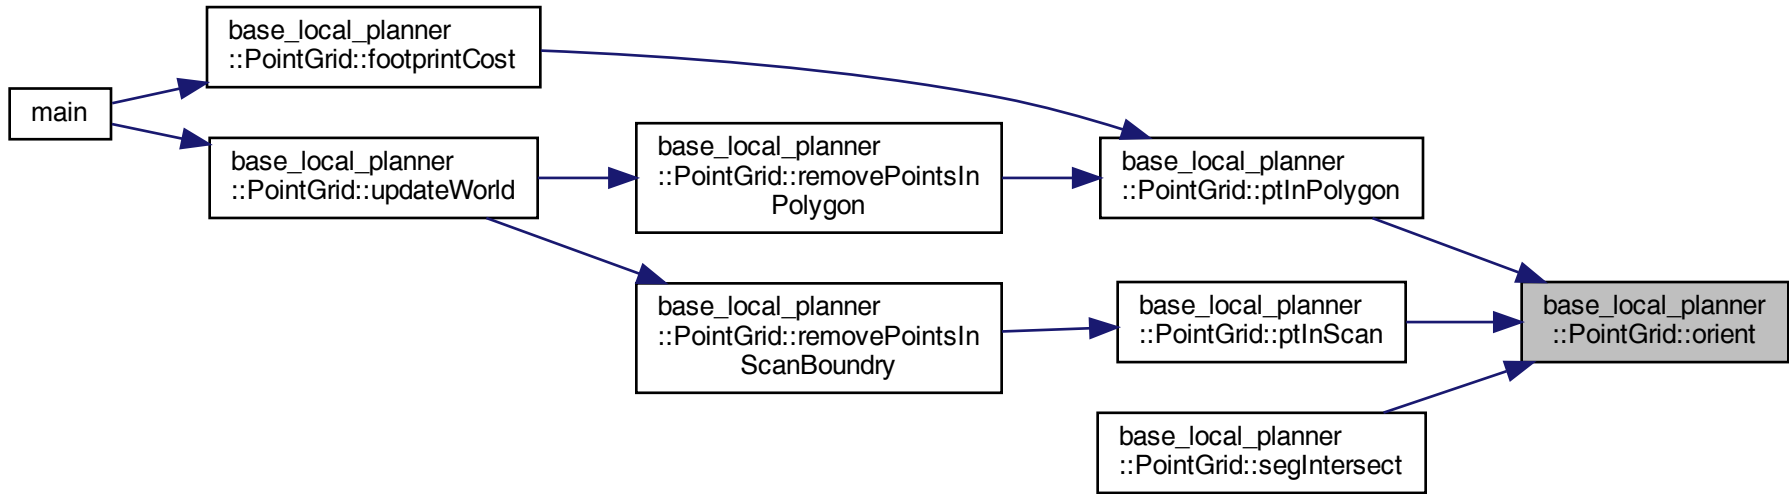 base_local_planner
::PointGrid::footprintCost
main
base_local_planner
::PointGrid::updateWorld
base_local_planner
::PointGrid::removePointsIn
Polygon
base_local_planner
::PointGrid::ptInPolygon
base_local_planner
::PointGrid::removePointsIn
ScanBoundry
base_local_planner
::PointGrid::ptInScan
base_local_planner
::PointGrid::orient
base_local_planner
::PointGrid::segIntersect